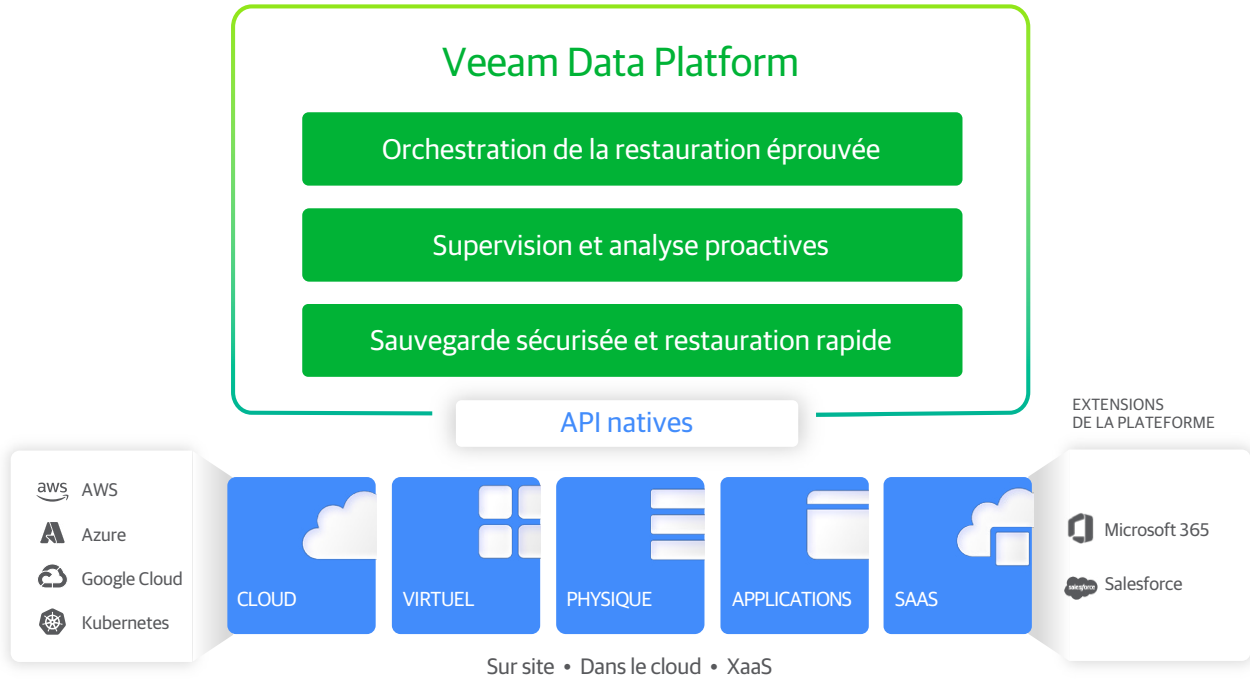 Veeam Data Platform
Orchestration de la restauration éprouvée
Supervision et analyse proactives
Sauvegarde sécurisée et restauration rapide
API natives
EXTENSIONS
DE LA PLATEFORME
aws AWS
Azure
Google Cloud
Kubernetes
CLOUD
VIRTUEL
PHYSIQUE
APPLICATIONS
SAAS
Microsoft 365
salesforce Salesforce
Sur site • Dans le cloud • XaaS